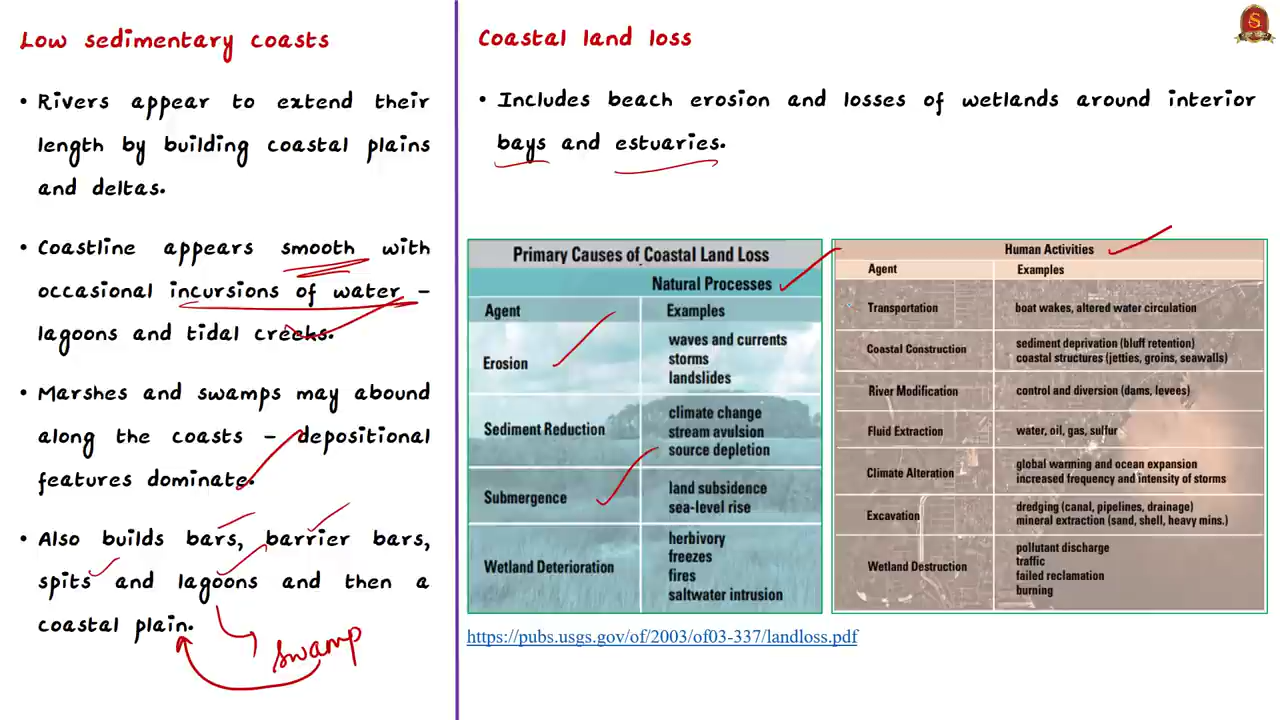 Low sedimentary coasts
• Rivers appear to extend their
length by building coastal plains
and deltas.
• Coastline appears smooth with
occasional incursions of water –
lagoons and tidal creeks.
• Marshes and swamps may abound
along the coasts – depositional
features dominate.
• Also builds bars, barrier bars,
spits and lagoons and then a
coastal plain.
swamp
Coastal land loss
• Includes beach erosion and losses of wetlands around interior
bays and estuaries.
Primary Causes of Coastal Land Loss
Natural Processes
Agent Examples
Erosion
waves and currents
storms
landslides
Sediment Reduction
climate change
stream avulsion
source depletion
Submergence
land subsidence
sea-level rise
Wetland Deterioration
herbivory
freezes
fires
saltwater intrusion
Human Activities
Agent Examples
Transportation boat wakes, altered water circulation
Coastal Construction
sediment deprivation (bluff retention)
coastal structures (jetties, groins, seawalls)
River Modification control and diversion (dams, levees)
Fluid Extraction water, oil, gas, sulfur
Climate Alteration
global warming and ocean expansion
increased frequency and intensity of storms
Excavation
dredging (canal, pipelines, drainage)
mineral extraction (sand, shell, heavy mins.)
Wetland Destruction
pollutant discharge
traffic
failed reclamation
burning
https://pubs.usgs.gov/of/2003/of03-337/landloss.pdf
S